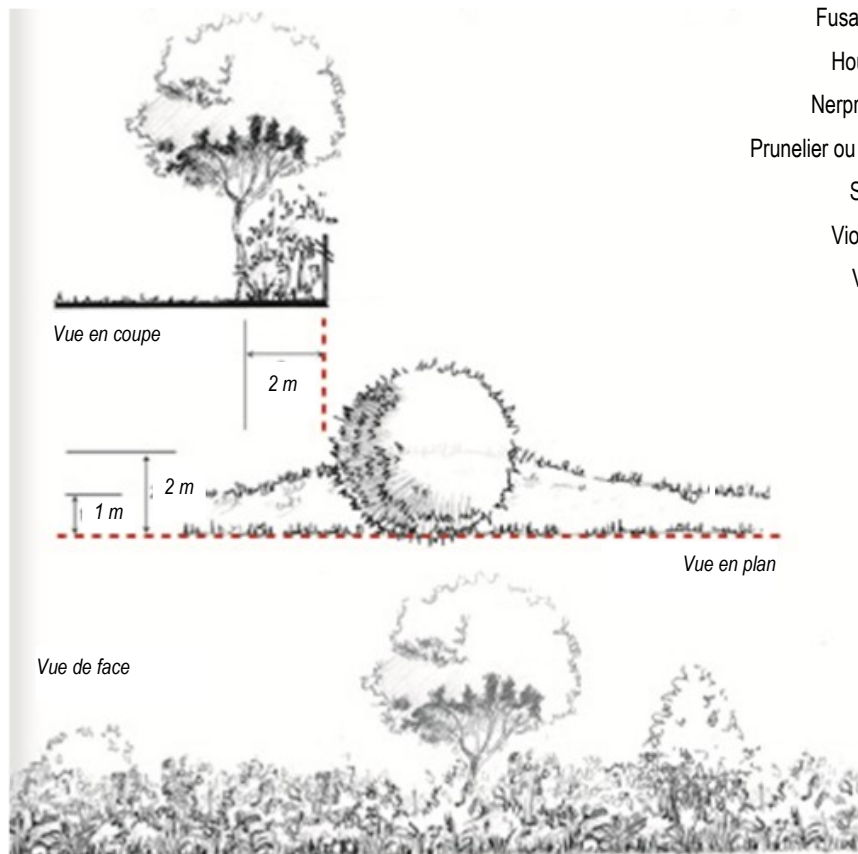 Fusa
Hou
Nerpr
Prunelier ou
S
Vio
V
Vue en coupe
2 m
2 m
1 m
Vue en plan
Vue de face